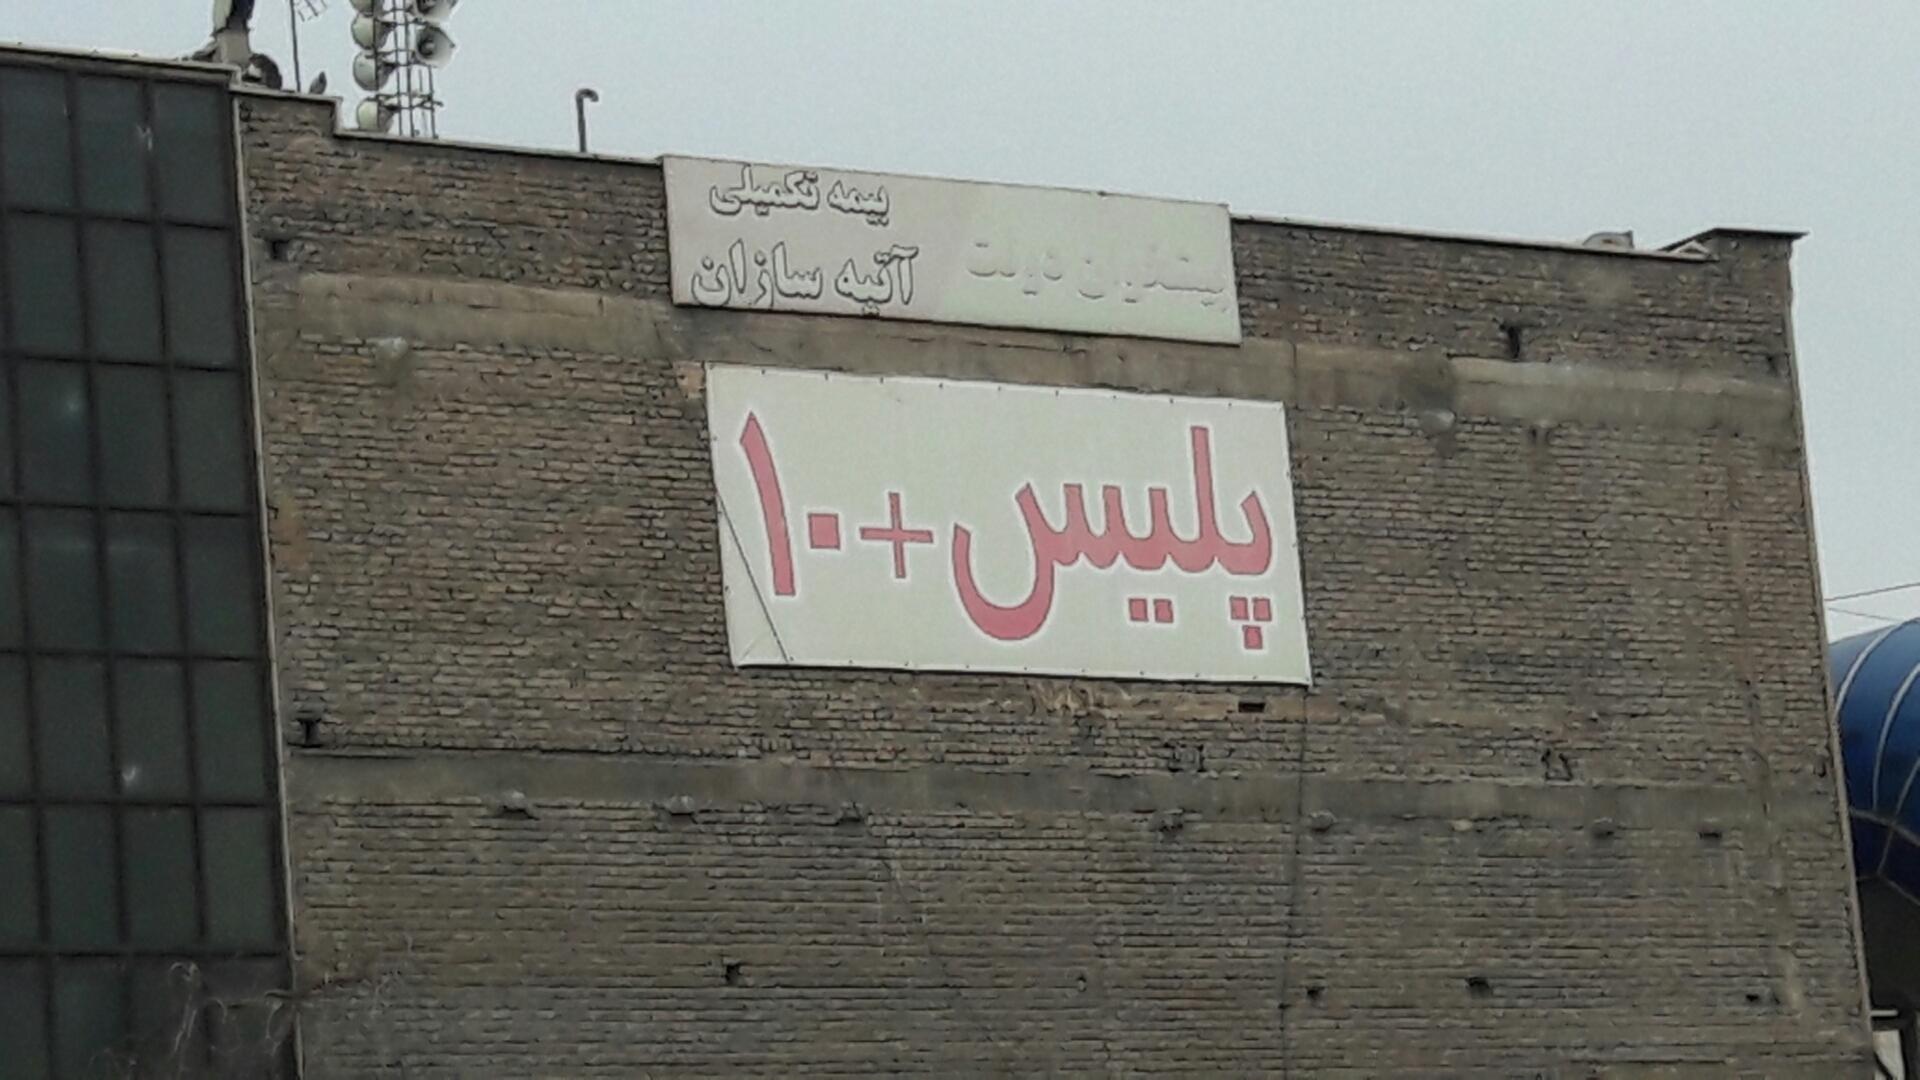 بیمه تکمیلی
آتیه سازان
پلیس +۱۰